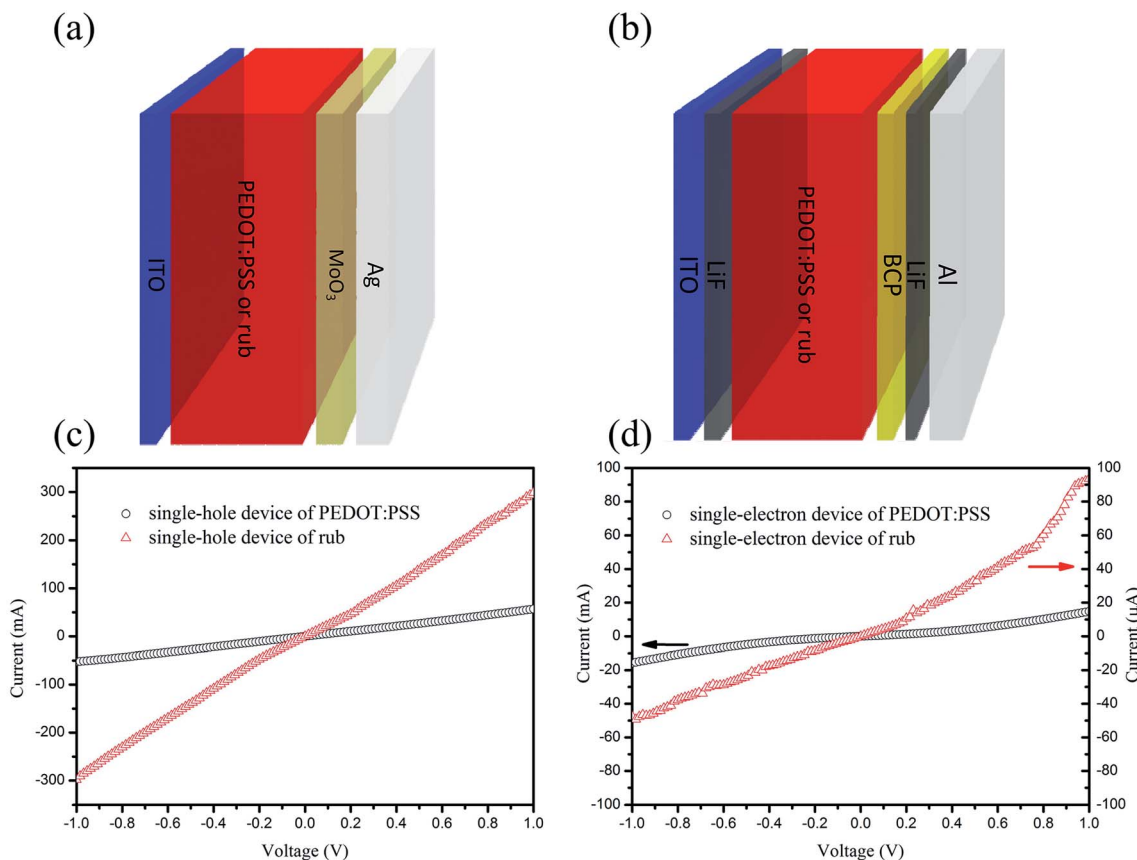 (a)
ITO
PEDOT:PSS or rub
MoO₃
Ag
(b)
ITO
LiF
PEDOT:PSS or rub
BCP
LiF
Al
(c)
single-hole device of PEDOT:PSS
single-hole device of rub
Current (mA)
300
200
100
0
-100
-200
-300
-1.0 -0.8 -0.6 -0.4 -0.2 0.0 0.2 0.4 0.6 0.8 1.0
Voltage (V)
(d)
single-electron device of PEDOT:PSS
single-electron device of rub
Current (mA)
100
80
60
40
20
0
-20
-40
-60
-80
-100
100
80
60
40
20
0
-20
-40
-60
-80
-100
Current (μA)
-1.0 -0.8 -0.6 -0.4 -0.2 0.0 0.2 0.4 0.6 0.8 1.0
Voltage (V)